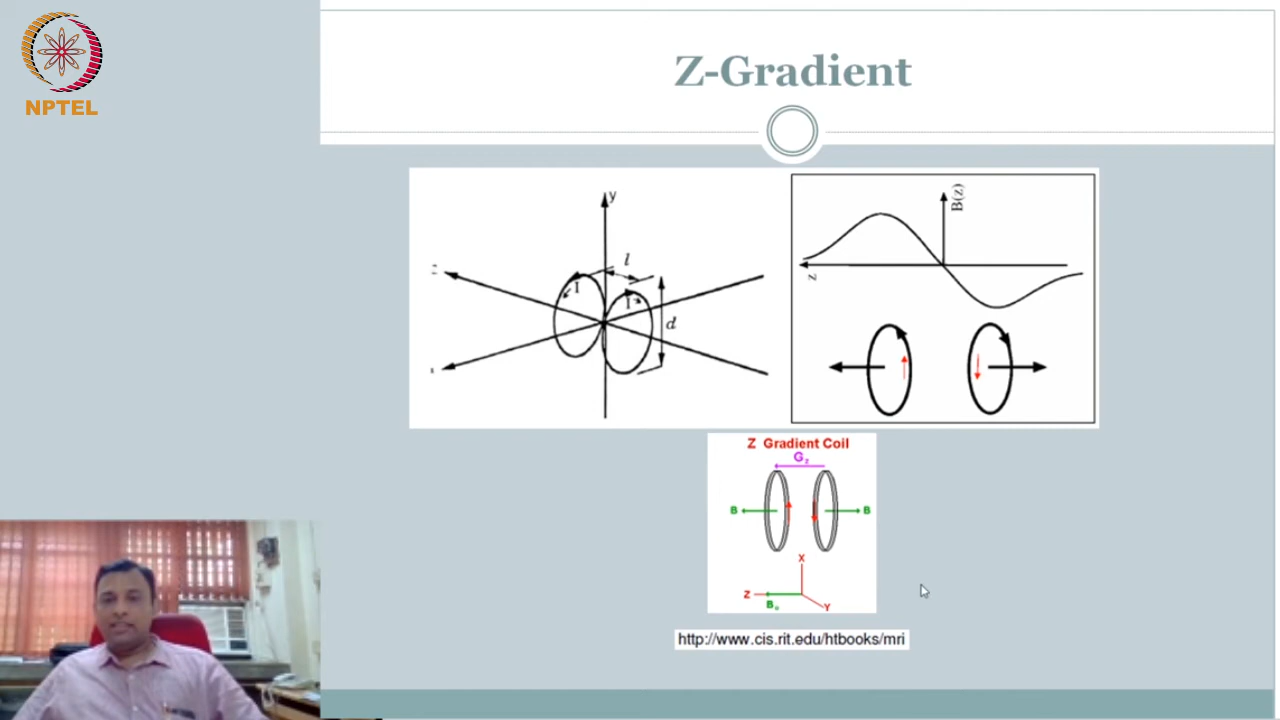 NPTEL
Z-Gradient
y
z
l
I
I
d
B(z)
z
Z Gradient Coil
Gz
B
B
X
Z
Bo
Y
http://www.cis.rit.edu/htbooks/mri